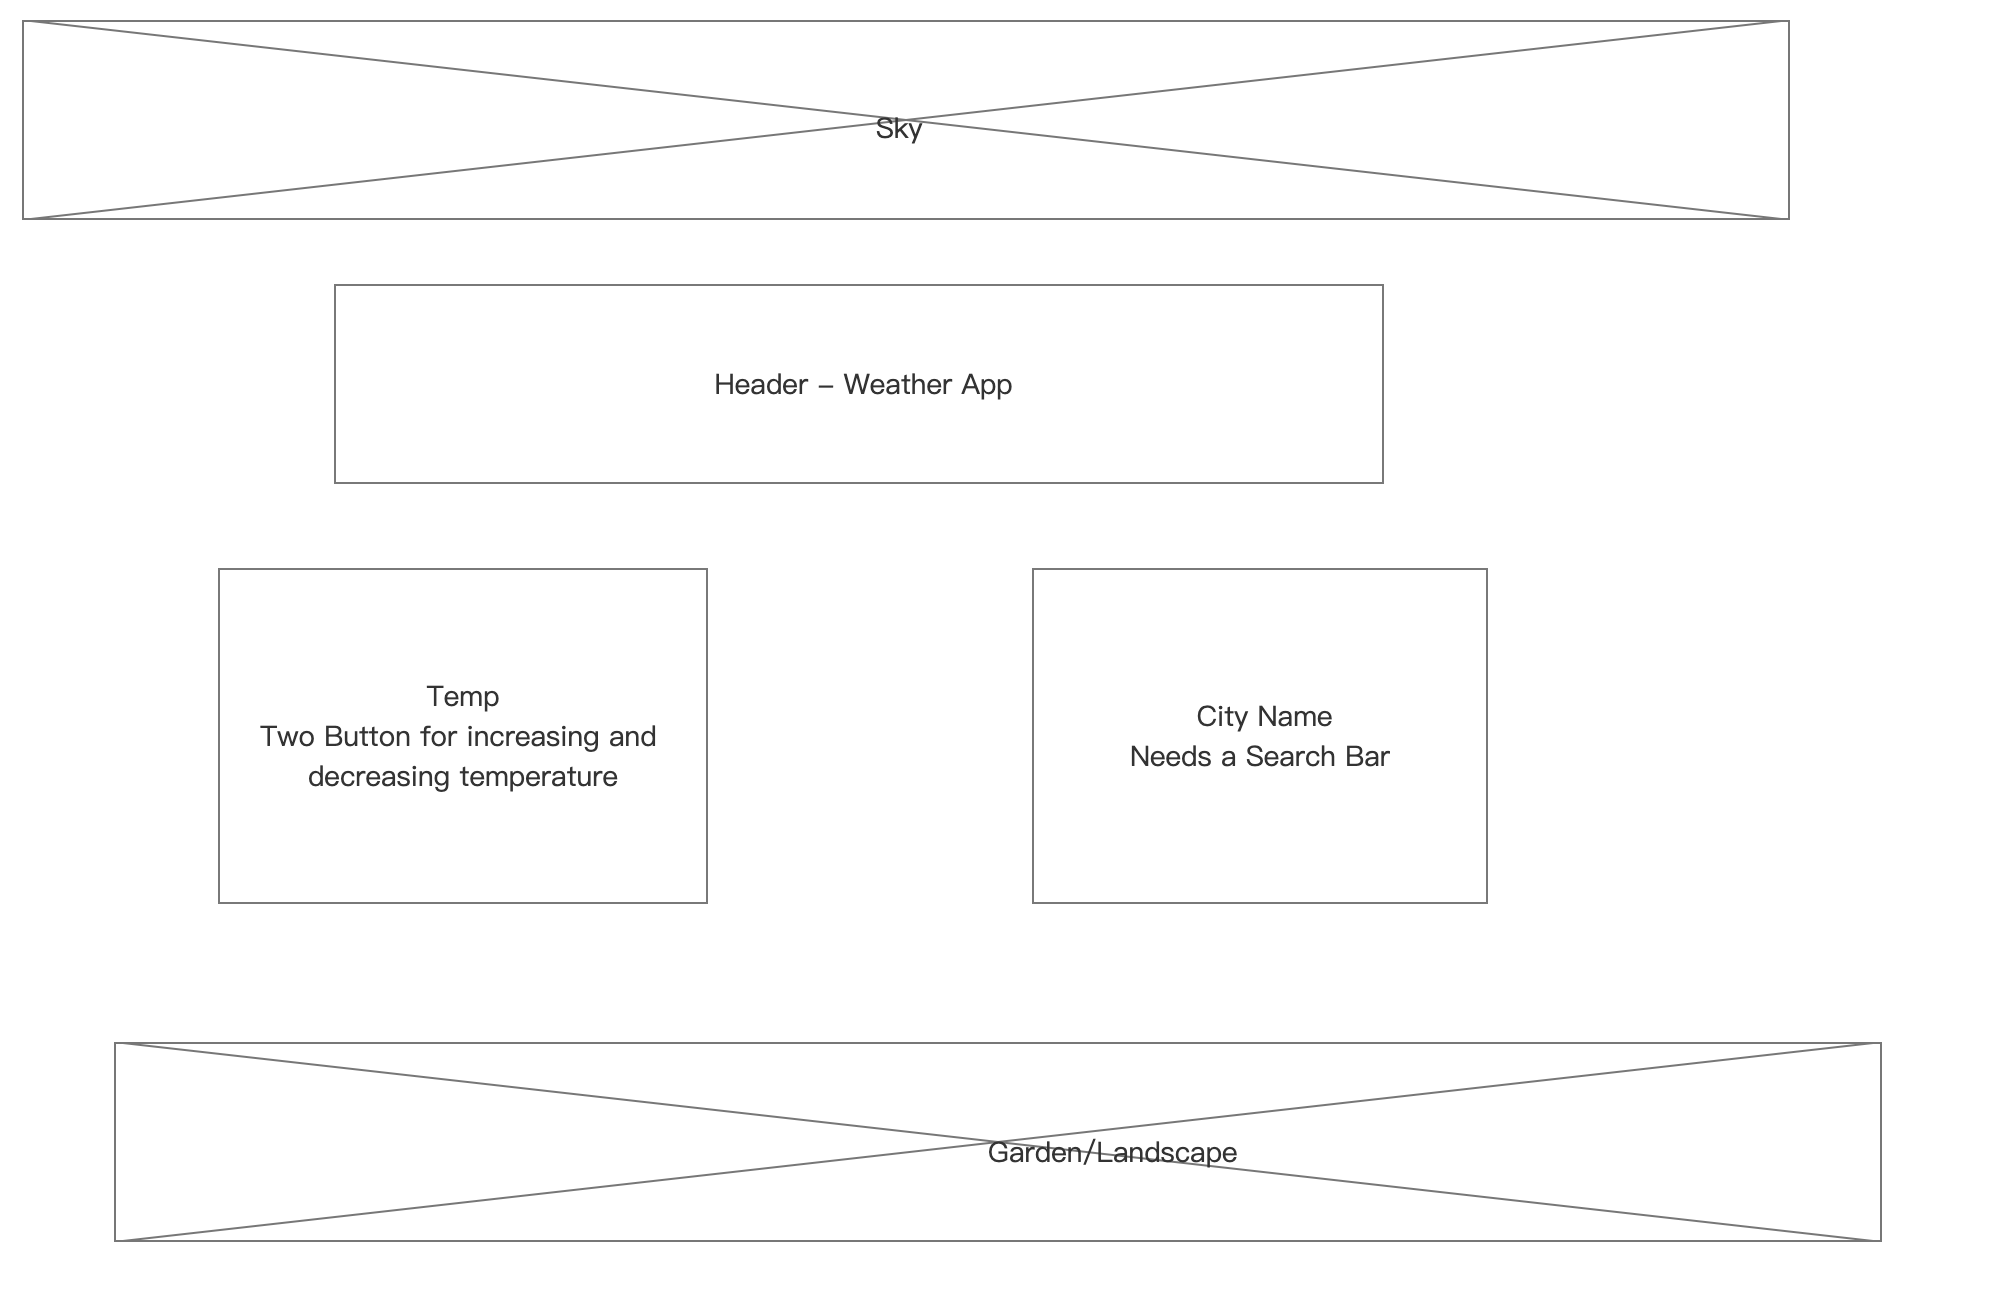 Sky
Header – Weather App
Temp
Two Button for increasing and
decreasing temperature
City Name
Needs a Search Bar
Garden/Landscape